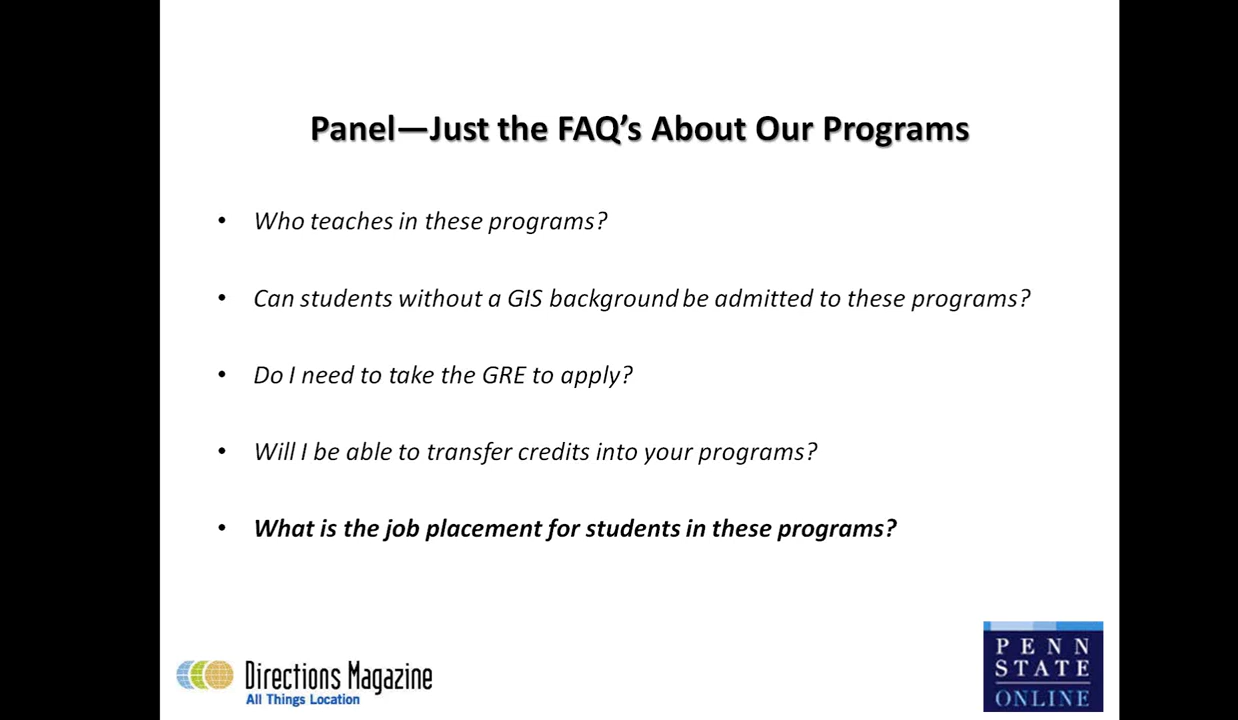 Panel—Just the FAQ’s About Our Programs
• Who teaches in these programs?
• Can students without a GIS background be admitted to these programs?
• Do I need to take the GRE to apply?
• Will I be able to transfer credits into your programs?
• What is the job placement for students in these programs?
Directions Magazine
All Things Location
PENN
STATE
ONLINE